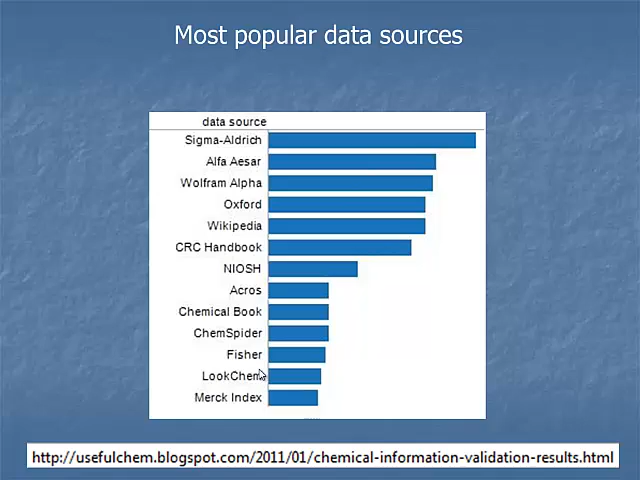 Most popular data sources
data source
Sigma-Aldrich
Alfa Aesar
Wolfram Alpha
Oxford
Wikipedia
CRC Handbook
NIOSH
Acros
Chemical Book
ChemSpider
Fisher
LookChem
Merck Index
http://usefulchem.blogspot.com/2011/01/chemical-information-validation-results.html